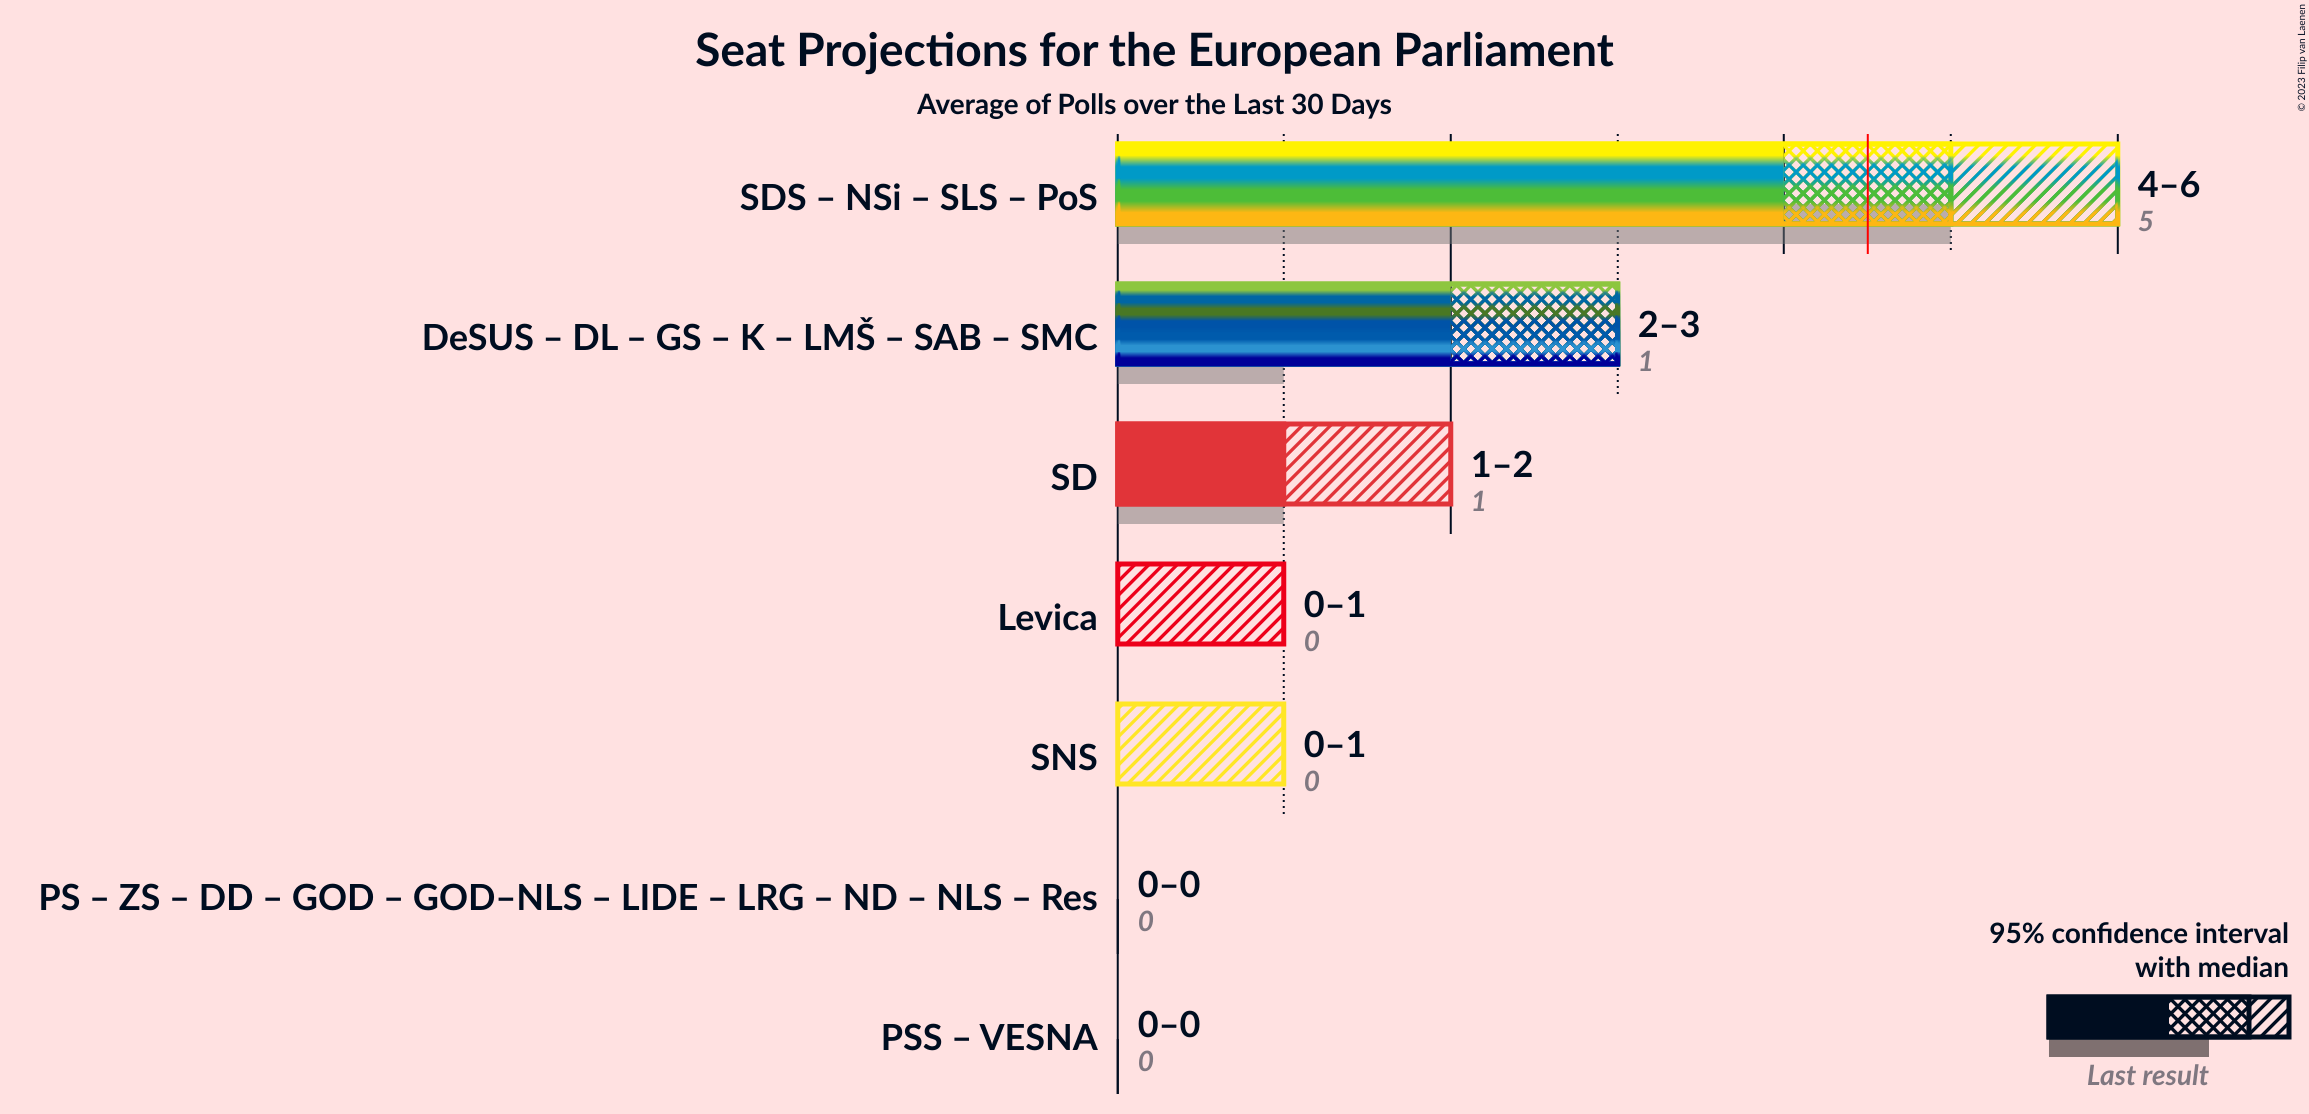 Seat Projections for the European Parliament
Average of Polls over the Last 30 Days
© 2023 Filip van Laenen
SDS – NSi – SLS – PoS
4–6
5
DeSUS – DL – GS – K – LMŠ – SAB – SMC
2–3
1
SD
1–2
1
Levica
0–1
0
SNS
0–1
0
PS – ZS – DD – GOD – GOD–NLS – LIDE – LRG – ND – NLS – Res
0–0
0
PSS – VESNA
0–0
0
95% confidence interval
with median
Last result